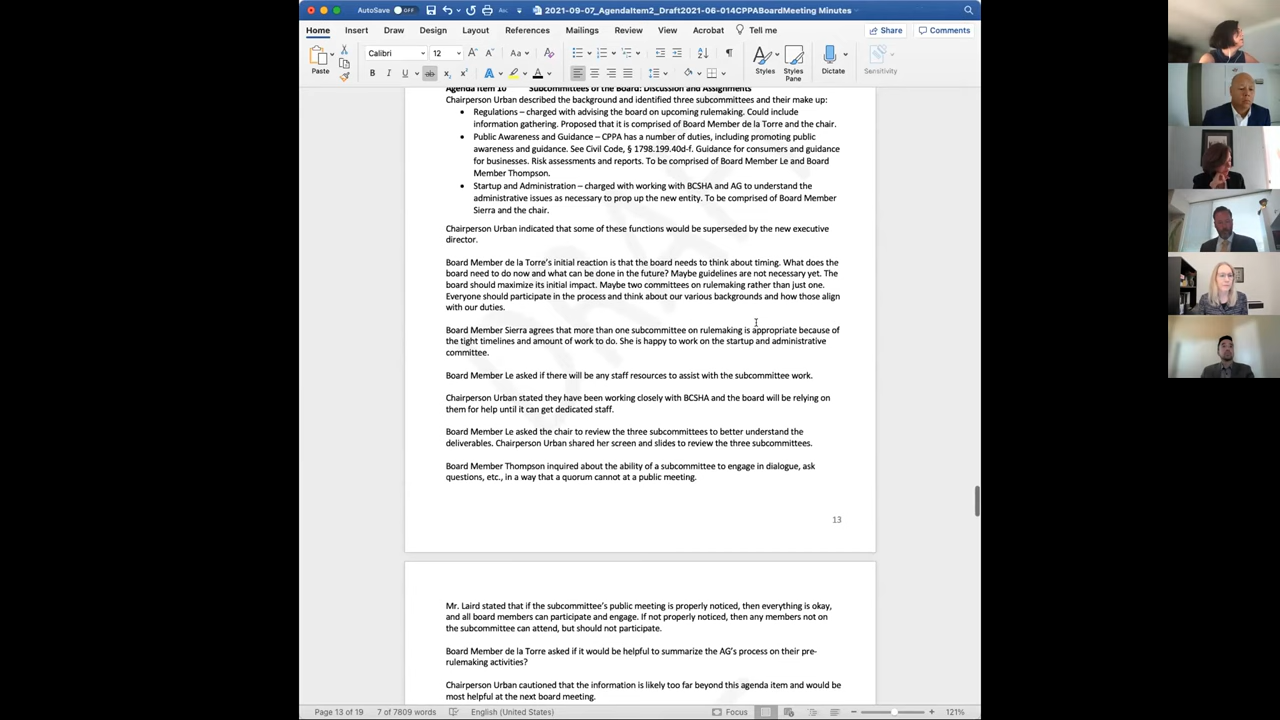 AutoSave OFF
2021-09-07_AgendaItem2_Draft2021-06-014CPPABoardMeeting Minutes
Home Insert Draw Design Layout References Mailings Review View Acrobat Tell me Share Comments
Calibri 12
Paste Styles Styles Pane Dictate Sensitivity
Agenda Item 10 Subcommittees of the Board: Discussion and Assignments
Chairperson Urban described the background and identified three subcommittees and their make up:
• Regulations – charged with advising the board on upcoming rulemaking. Could include
information gathering. Proposed that it is comprised of Board Member de la Torre and the chair.
• Public Awareness and Guidance – CPPA has a number of duties, including promoting public
awareness and guidance. See Civil Code, § 1798.199.40d-f. Guidance for consumers and guidance
for businesses. Risk assessments and reports. To be comprised of Board Member Le and Board
Member Thompson.
• Startup and Administration – charged with working with BCSHA and AG to understand the
administrative issues as necessary to prop up the new entity. To be comprised of Board Member
Sierra and the chair.
Chairperson Urban indicated that some of these functions would be superseded by the new executive
director.
Board Member de la Torre's initial reaction is that the board needs to think about timing. What does the
board need to do now and what can be done in the future? Maybe guidelines are not necessary yet. The
board should maximize its initial impact. Maybe two committees on rulemaking rather than just one.
Everyone should participate in the process and think about our various backgrounds and how those align
with our duties.
Board Member Sierra agrees that more than one subcommittee on rulemaking is appropriate because of
the tight timelines and amount of work to do. She is happy to work on the startup and administrative
committee.
Board Member Le asked if there will be any staff resources to assist with the subcommittee work.
Chairperson Urban stated they have been working closely with BCSHA and the board will be relying on
them for help until it can get dedicated staff.
Board Member Le asked the chair to review the three subcommittees to better understand the
deliverables. Chairperson Urban shared her screen and slides to review the three subcommittees.
Board Member Thompson inquired about the ability of a subcommittee to engage in dialogue, ask
questions, etc., in a way that a quorum cannot at a public meeting.
13
Mr. Laird stated that if the subcommittee's public meeting is properly noticed, then everything is okay,
and all board members can participate and engage. If not properly noticed, then any members not on
the subcommittee can attend, but should not participate.
Board Member de la Torre asked if it would be helpful to summarize the AG's process on their pre-
rulemaking activities?
Chairperson Urban cautioned that the information is likely too far beyond this agenda item and would be
most helpful at the next board meeting.
Page 13 of 19 7 of 7809 words English (United States) Focus 121%